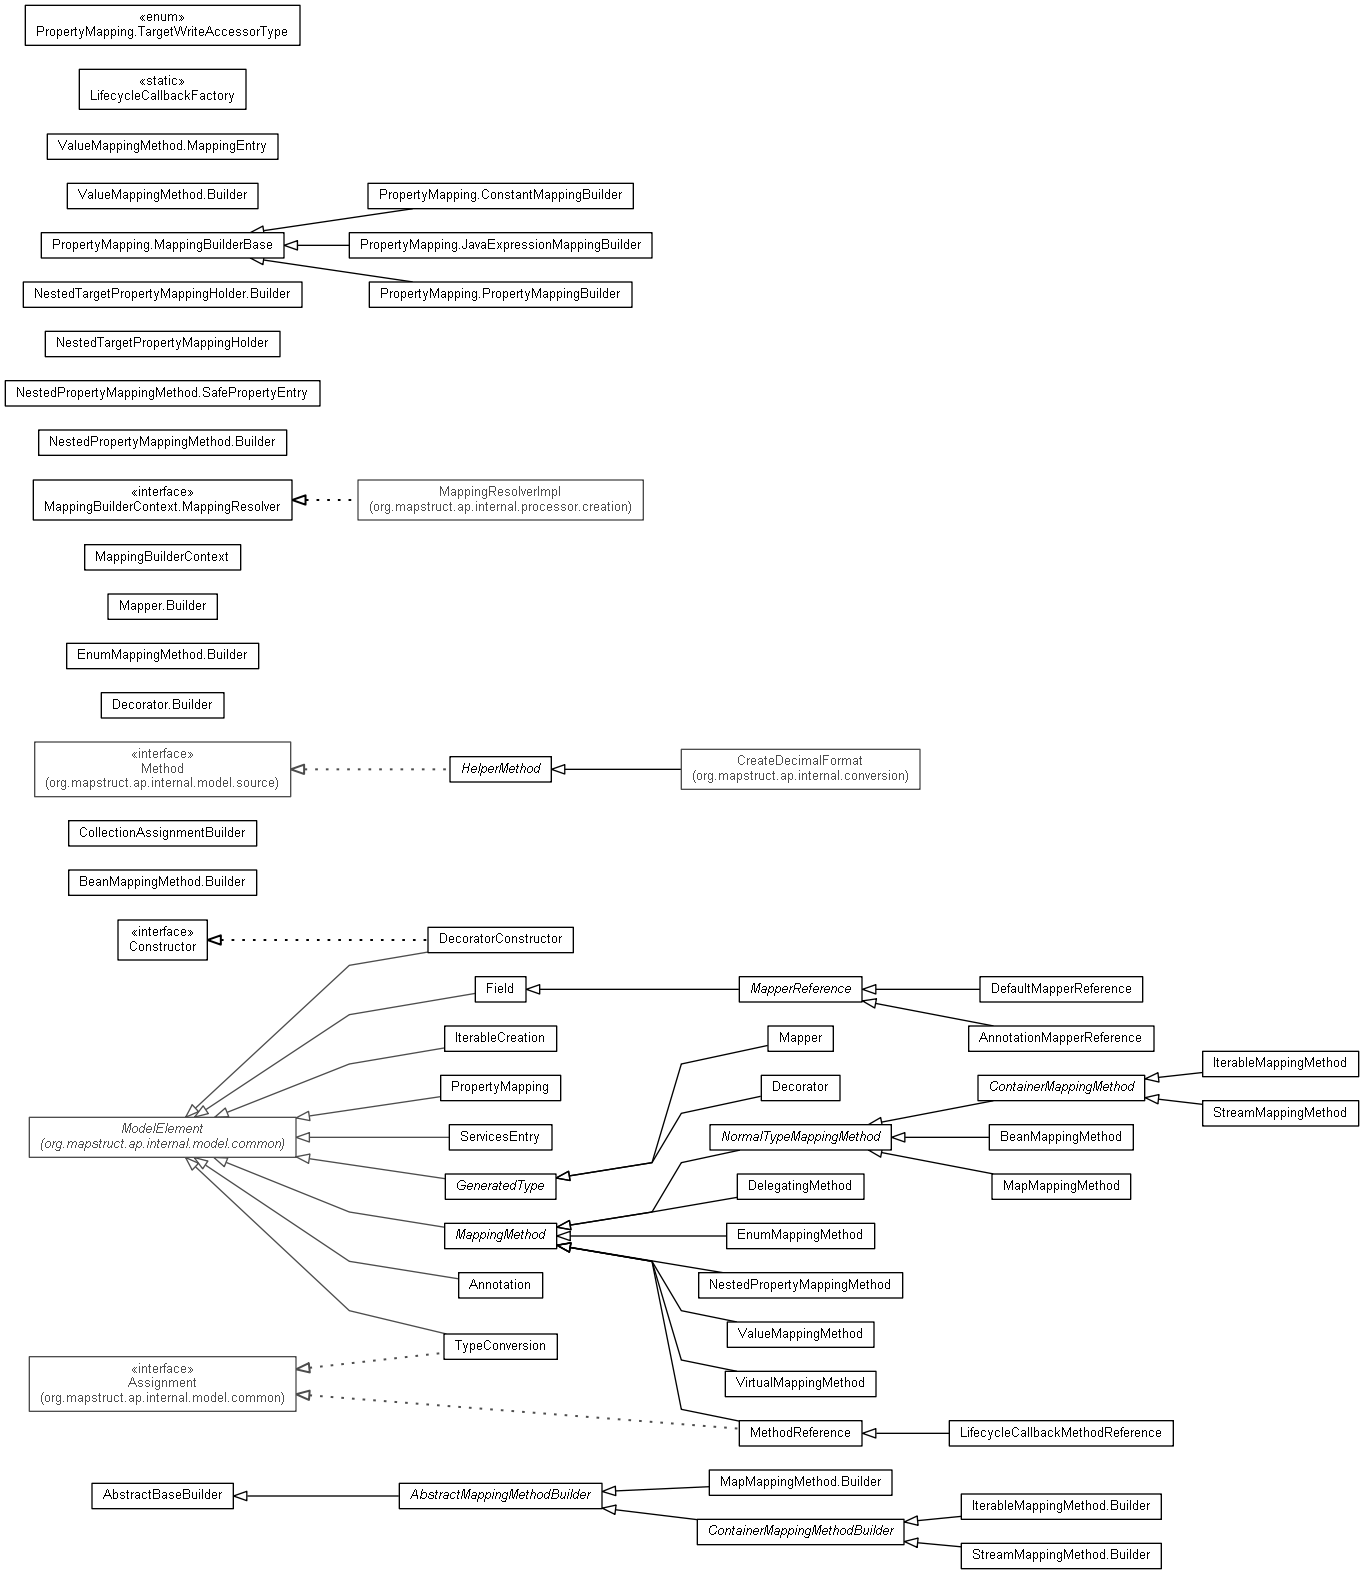 «enum»
PropertyMapping.TargetWriteAccessorType
«static»
LifecycleCallbackFactory
ValueMappingMethod.MappingEntry
ValueMappingMethod.Builder
PropertyMapping.ConstantMappingBuilder
PropertyMapping.MappingBuilderBase
PropertyMapping.JavaExpressionMappingBuilder
NestedTargetPropertyMappingHolder.Builder
PropertyMapping.PropertyMappingBuilder
NestedTargetPropertyMappingHolder
NestedPropertyMappingMethod.SafePropertyEntry
NestedPropertyMappingMethod.Builder
«interface»
MappingBuilderContext.MappingResolver
MappingResolverImpl
(org.mapstruct.ap.internal.processor.creation)
MappingBuilderContext
Mapper.Builder
EnumMappingMethod.Builder
Decorator.Builder
«interface»
Method
(org.mapstruct.ap.internal.model.source)
HelperMethod
CreateDecimalFormat
(org.mapstruct.ap.internal.conversion)
CollectionAssignmentBuilder
BeanMappingMethod.Builder
«interface»
Constructor
DecoratorConstructor
Field
MapperReference
DefaultMapperReference
IterableCreation
Mapper
AnnotationMapperReference
IterableMappingMethod
PropertyMapping
Decorator
ContainerMappingMethod
StreamMappingMethod
ModelElement
(org.mapstruct.ap.internal.model.common)
ServicesEntry
NormalTypeMappingMethod
BeanMappingMethod
GeneratedType
DelegatingMethod
MapMappingMethod
MappingMethod
EnumMappingMethod
Annotation
NestedPropertyMappingMethod
ValueMappingMethod
TypeConversion
«interface»
Assignment
(org.mapstruct.ap.internal.model.common)
VirtualMappingMethod
MethodReference
LifecycleCallbackMethodReference
AbstractBaseBuilder
AbstractMappingMethodBuilder
MapMappingMethod.Builder
IterableMappingMethod.Builder
ContainerMappingMethodBuilder
StreamMappingMethod.Builder